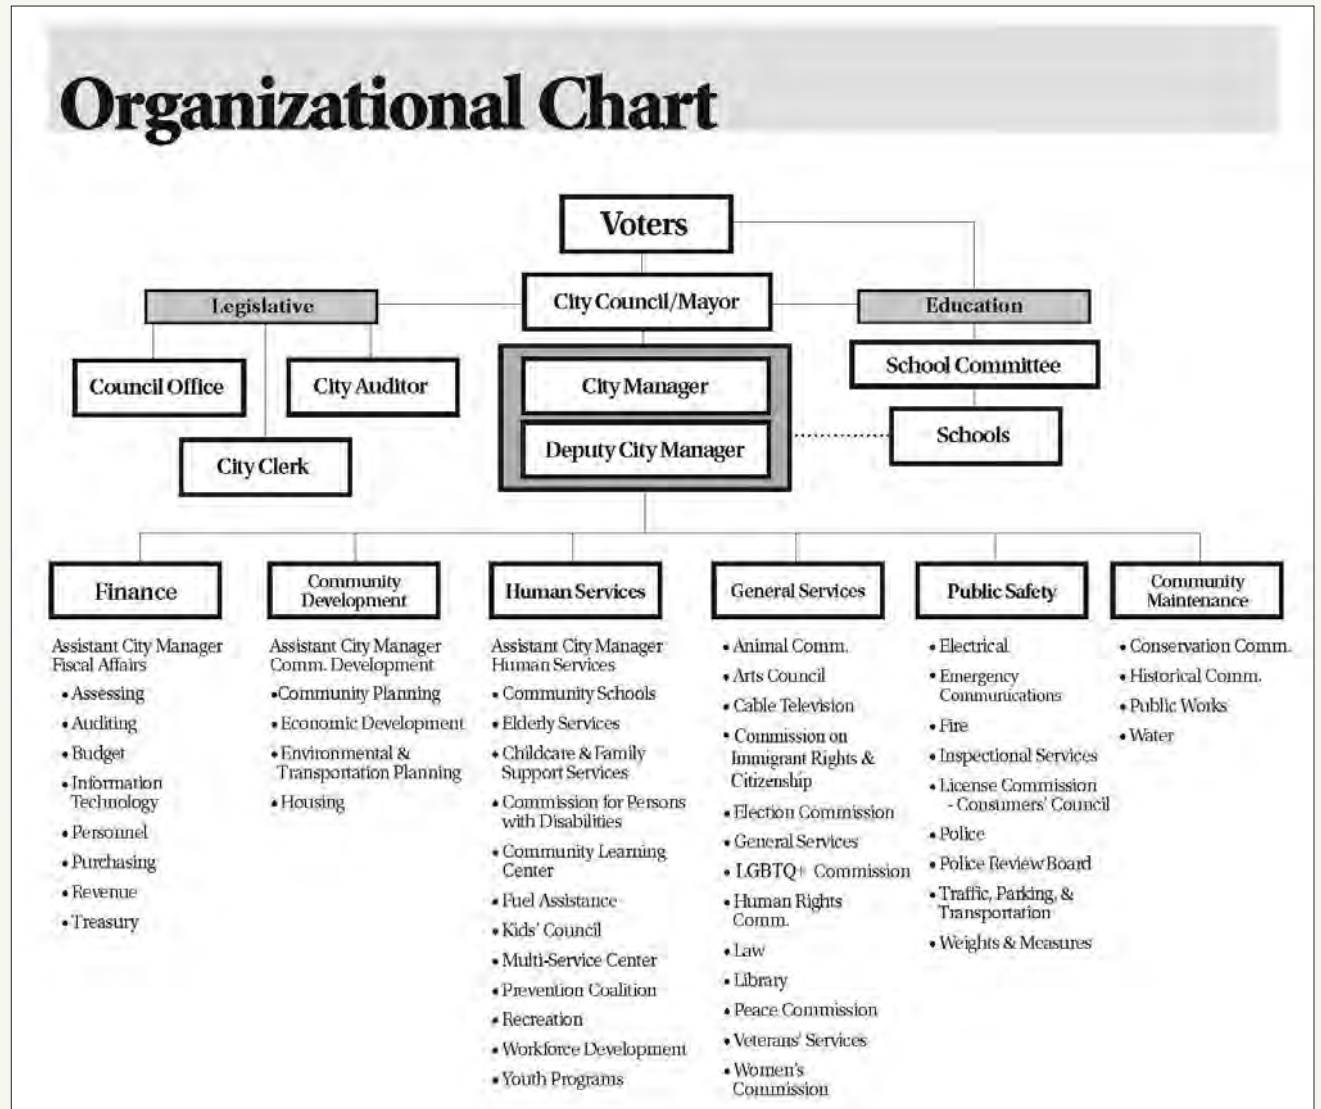 Organizational Chart
Voters
City Council/Mayor
Legislative
Education
Council Office
City Auditor
City Clerk
City Manager
Deputy City Manager
School Committee
Schools
Finance
Assistant City Manager
Fiscal Affairs
• Assessing
• Auditing
• Budget
• Information
Technology
• Personnel
• Purchasing
• Revenue
• Treasury
Community
Development
Assistant City Manager
Comm. Development
•Community Planning
• Economic Development
• Environmental &
Transportation Planning
• Housing
Human Services
Assistant City Manager
Human Services
• Community Schools
• Elderly Services
• Childcare & Family
Support Services
• Commission for Persons
with Disabilities
• Community Learning
Center
• Fuel Assistance
• Kids' Council
• Multi-Service Center
• Prevention Coalition
• Recreation
• Workforce Development
• Youth Programs
General Services
• Animal Comm.
• Arts Council
• Cable Television
• Commission on
Immigrant Rights &
Citizenship
• Election Commission
• General Services
• LGBTQ+ Commission
• Human Rights
Comm.
• Law
• Library
• Peace Commission
• Veterans' Services
• Women's
Commission
Public Safety
• Electrical
• Emergency
Communications
• Fire
• Inspectional Services
• License Commission
- Consumers' Council
• Police
• Police Review Board
• Traffic, Parking, &
Transportation
• Weights & Measures
Community
Maintenance
• Conservation Comm.
• Historical Comm.
• Public Works
• Water